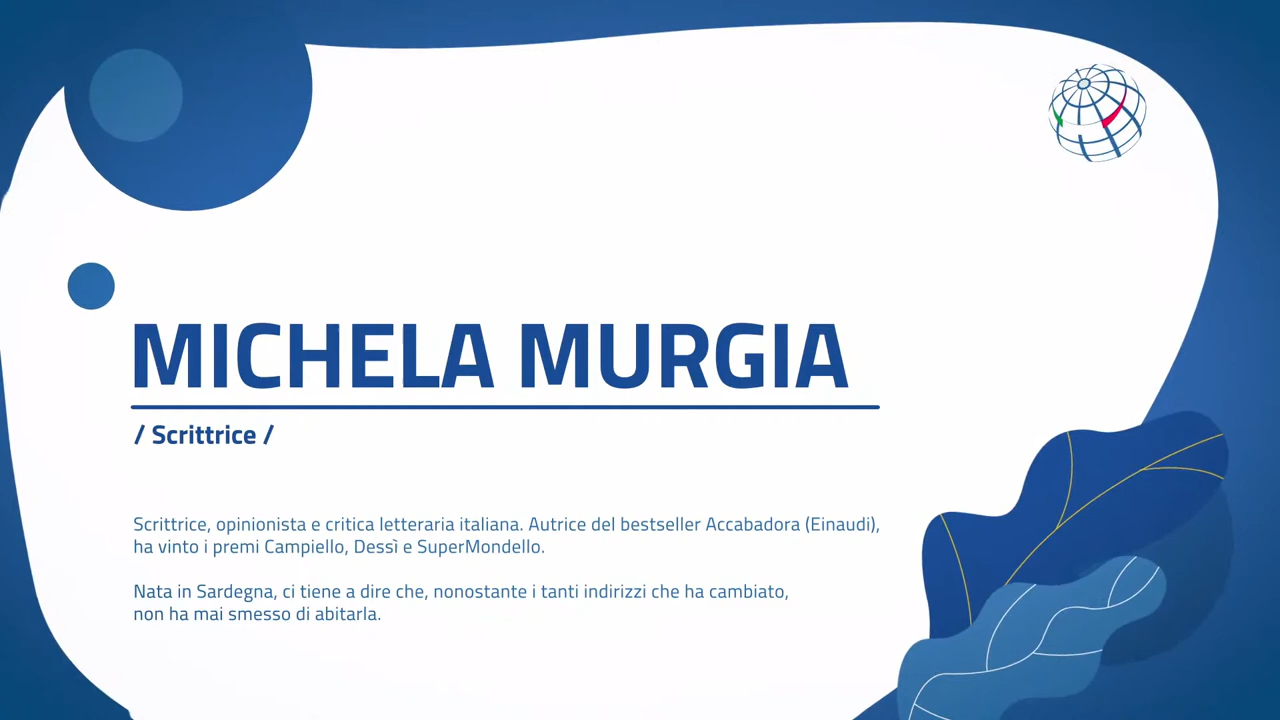 MICHELA MURGIA
/ Scrittrice /
Scrittrice, opinionista e critica letteraria italiana. Autrice del bestseller Accabadora (Einaudi),
ha vinto i premi Campiello, Dessì e SuperMondello.
Nata in Sardegna, ci tiene a dire che, nonostante i tanti indirizzi che ha cambiato,
non ha mai smesso di abitarla.